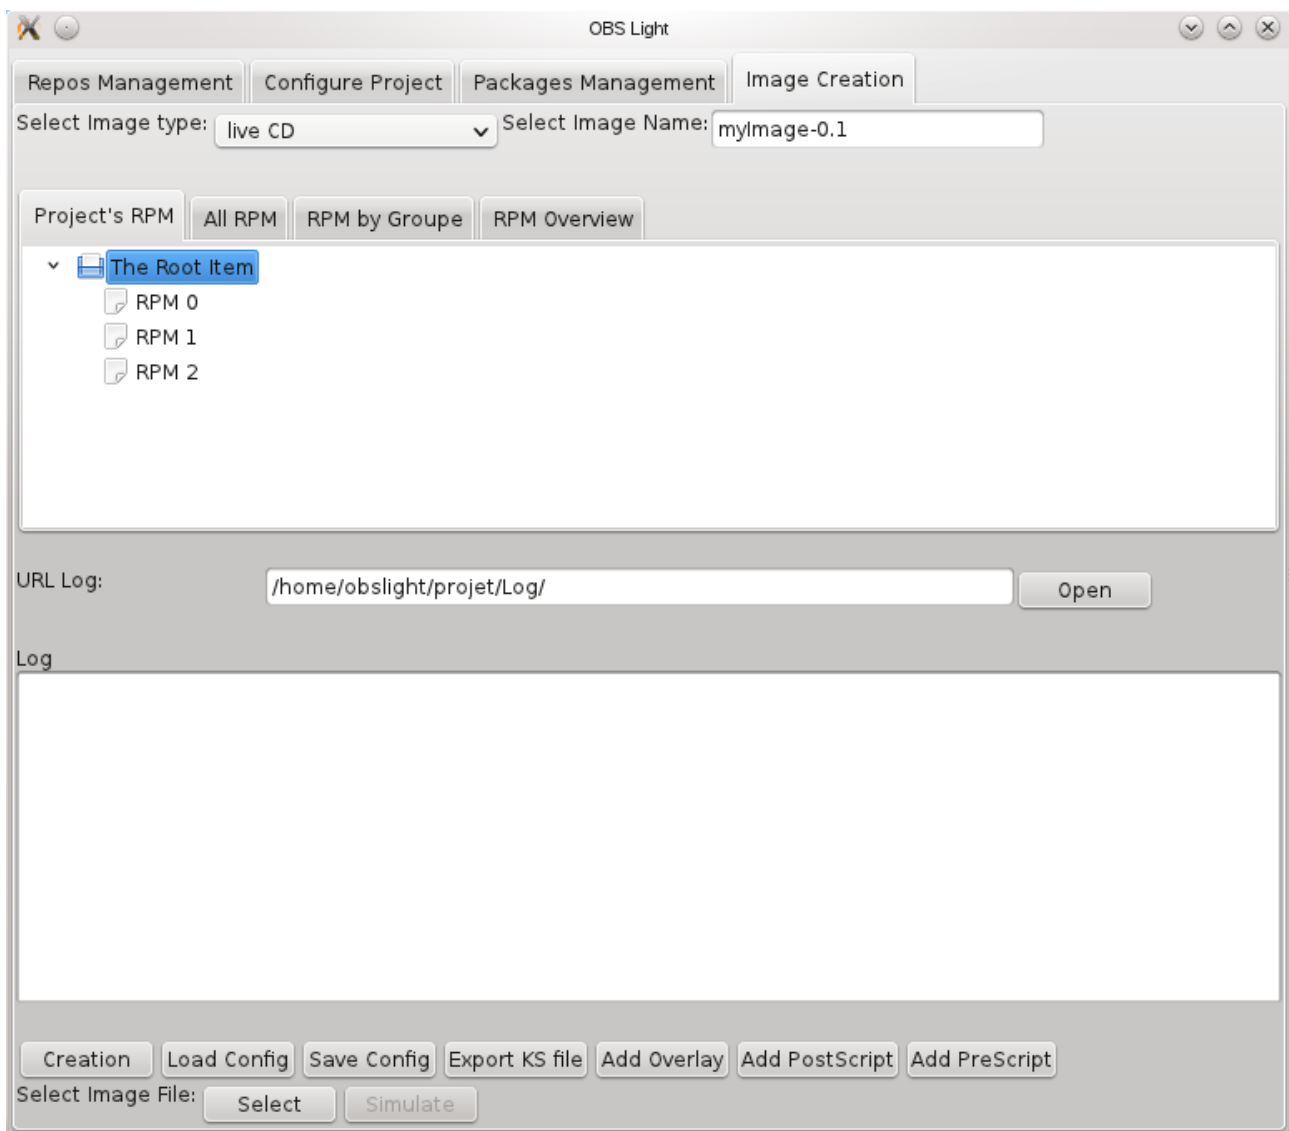 OBS Light
Repos Management Configure Project Packages Management Image Creation
Select Image type: live CD Select Image Name: myImage-0.1
Project's RPM All RPM RPM by Groupe RPM Overview
The Root Item
RPM 0
RPM 1
RPM 2
URL Log: /home/obslight/projet/Log/ Open
Log
Creation Load Config Save Config Export KS file Add Overlay Add PostScript Add PreScript
Select Image File: Select Simulate